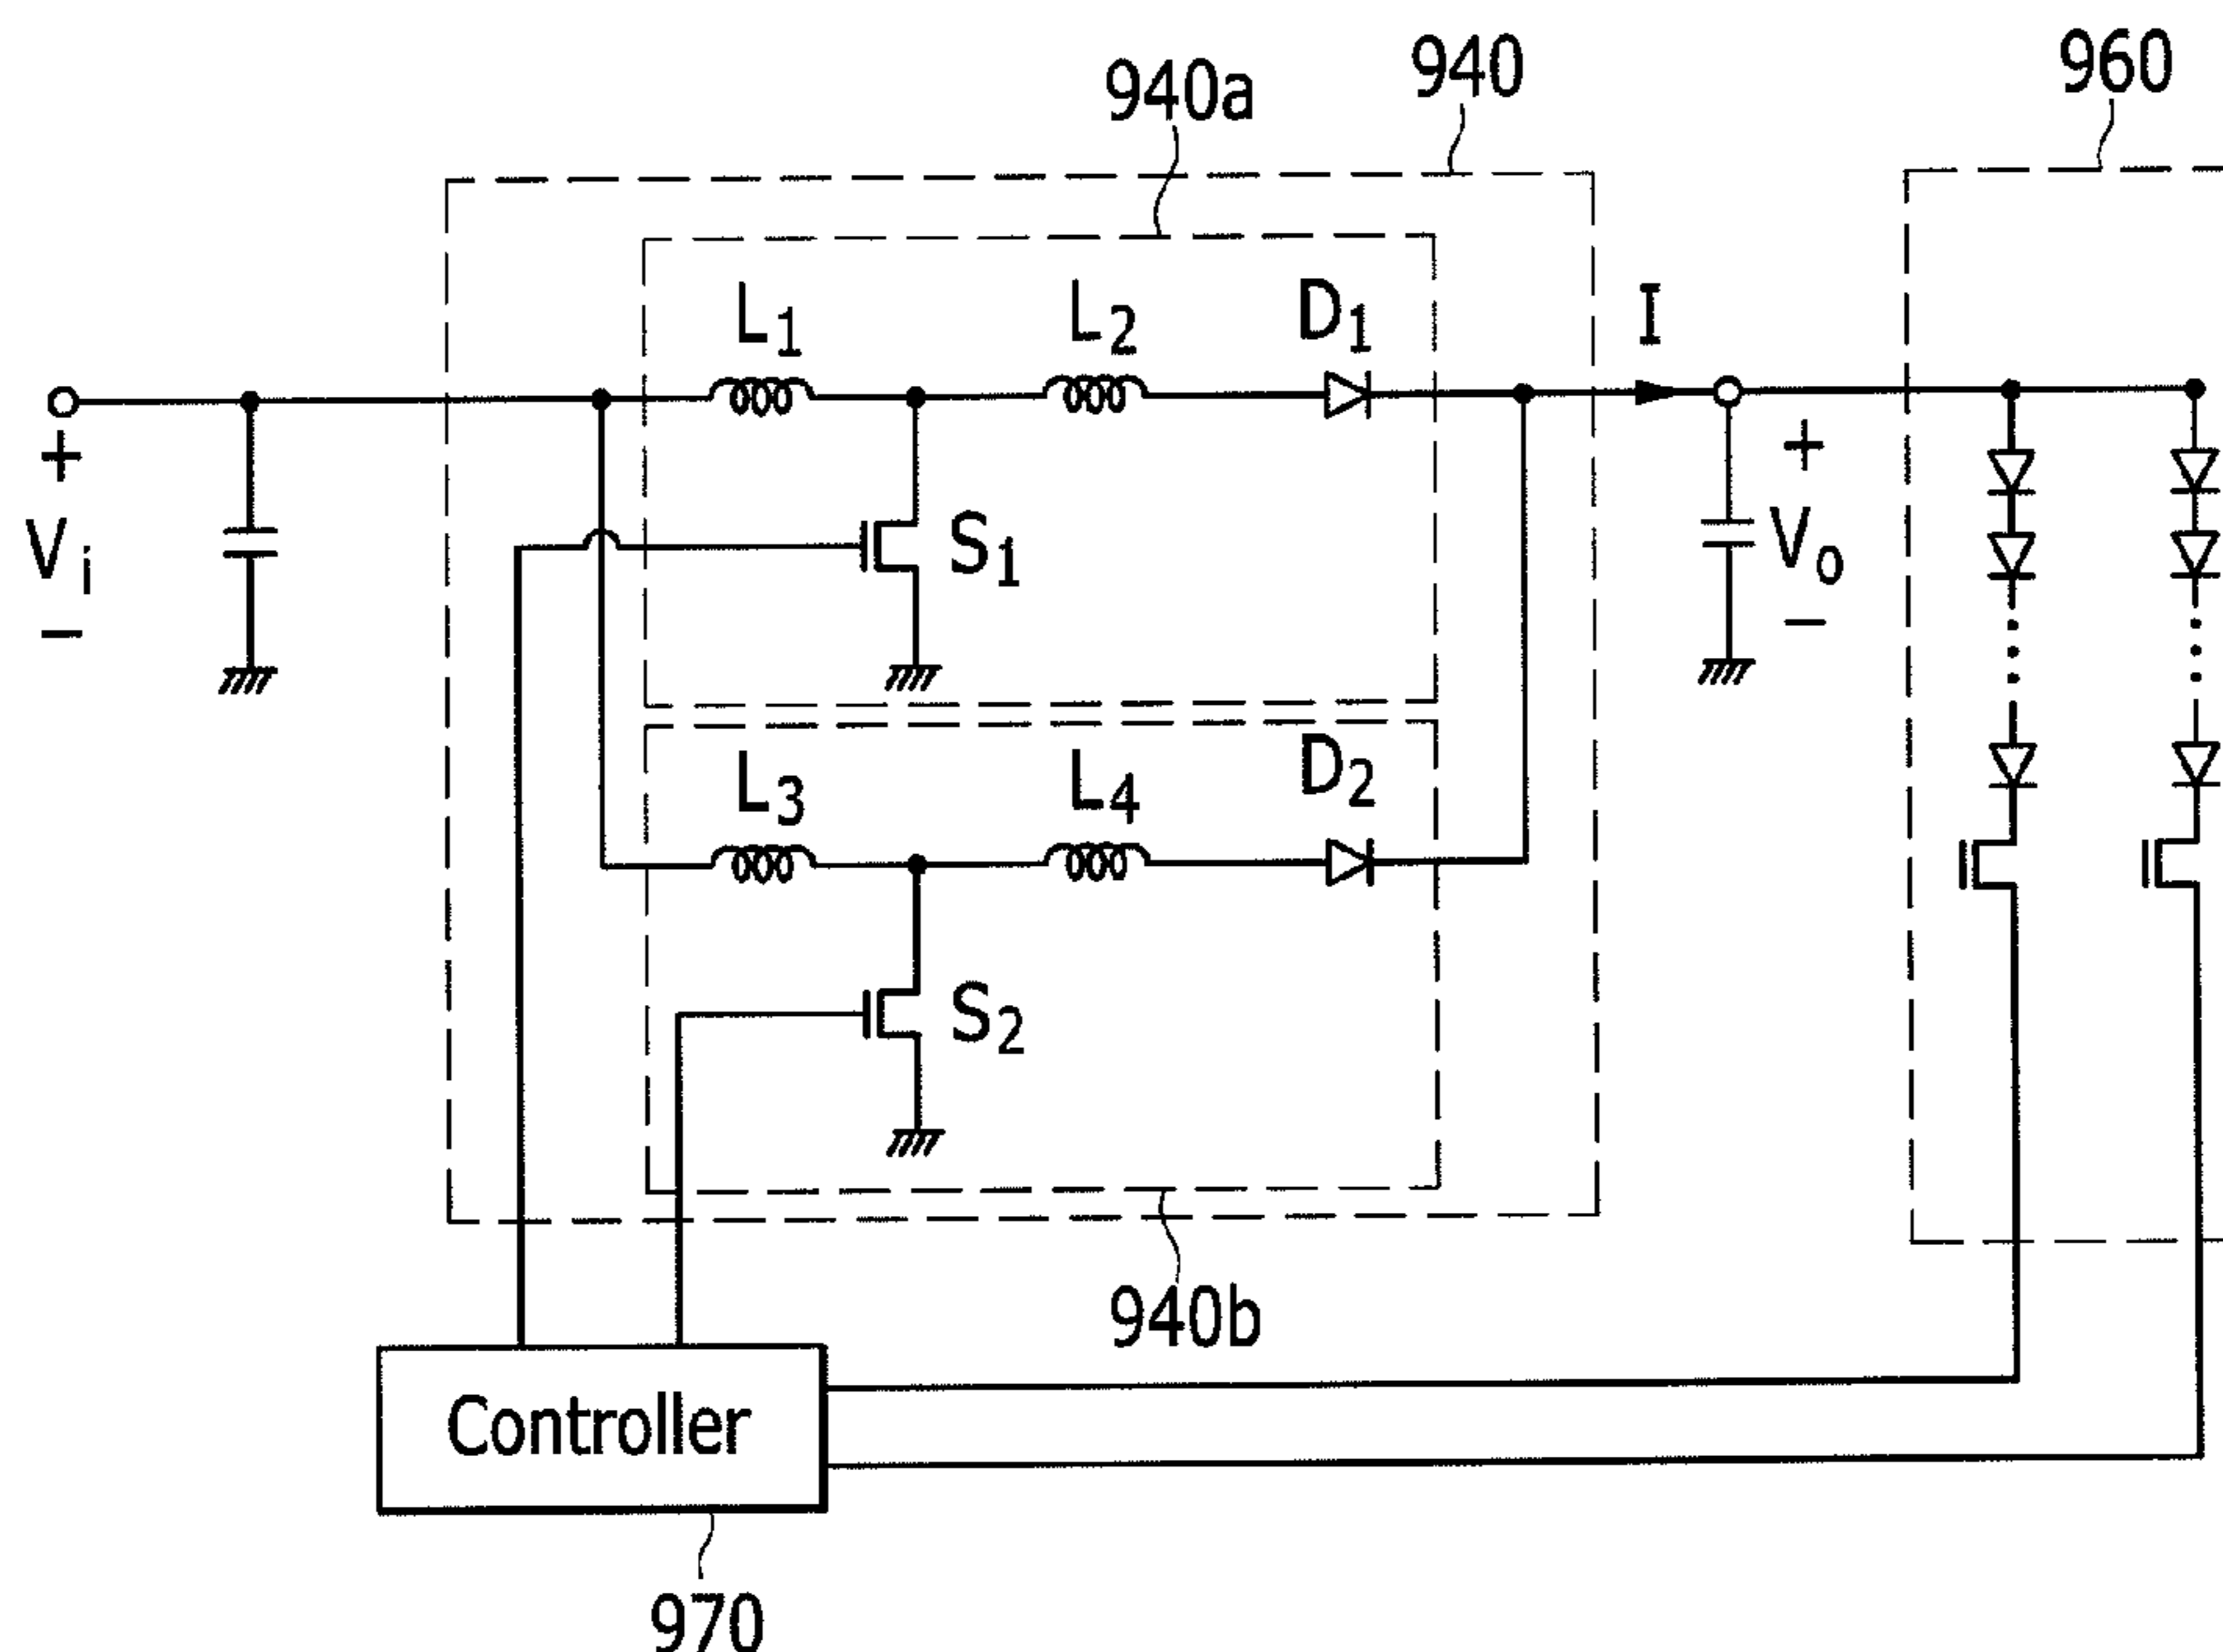 940a
940
960
L1
L2
D1
I
+
Vi
−
S1
+
Vo
−
L3
L4
D2
S2
940b
Controller
970